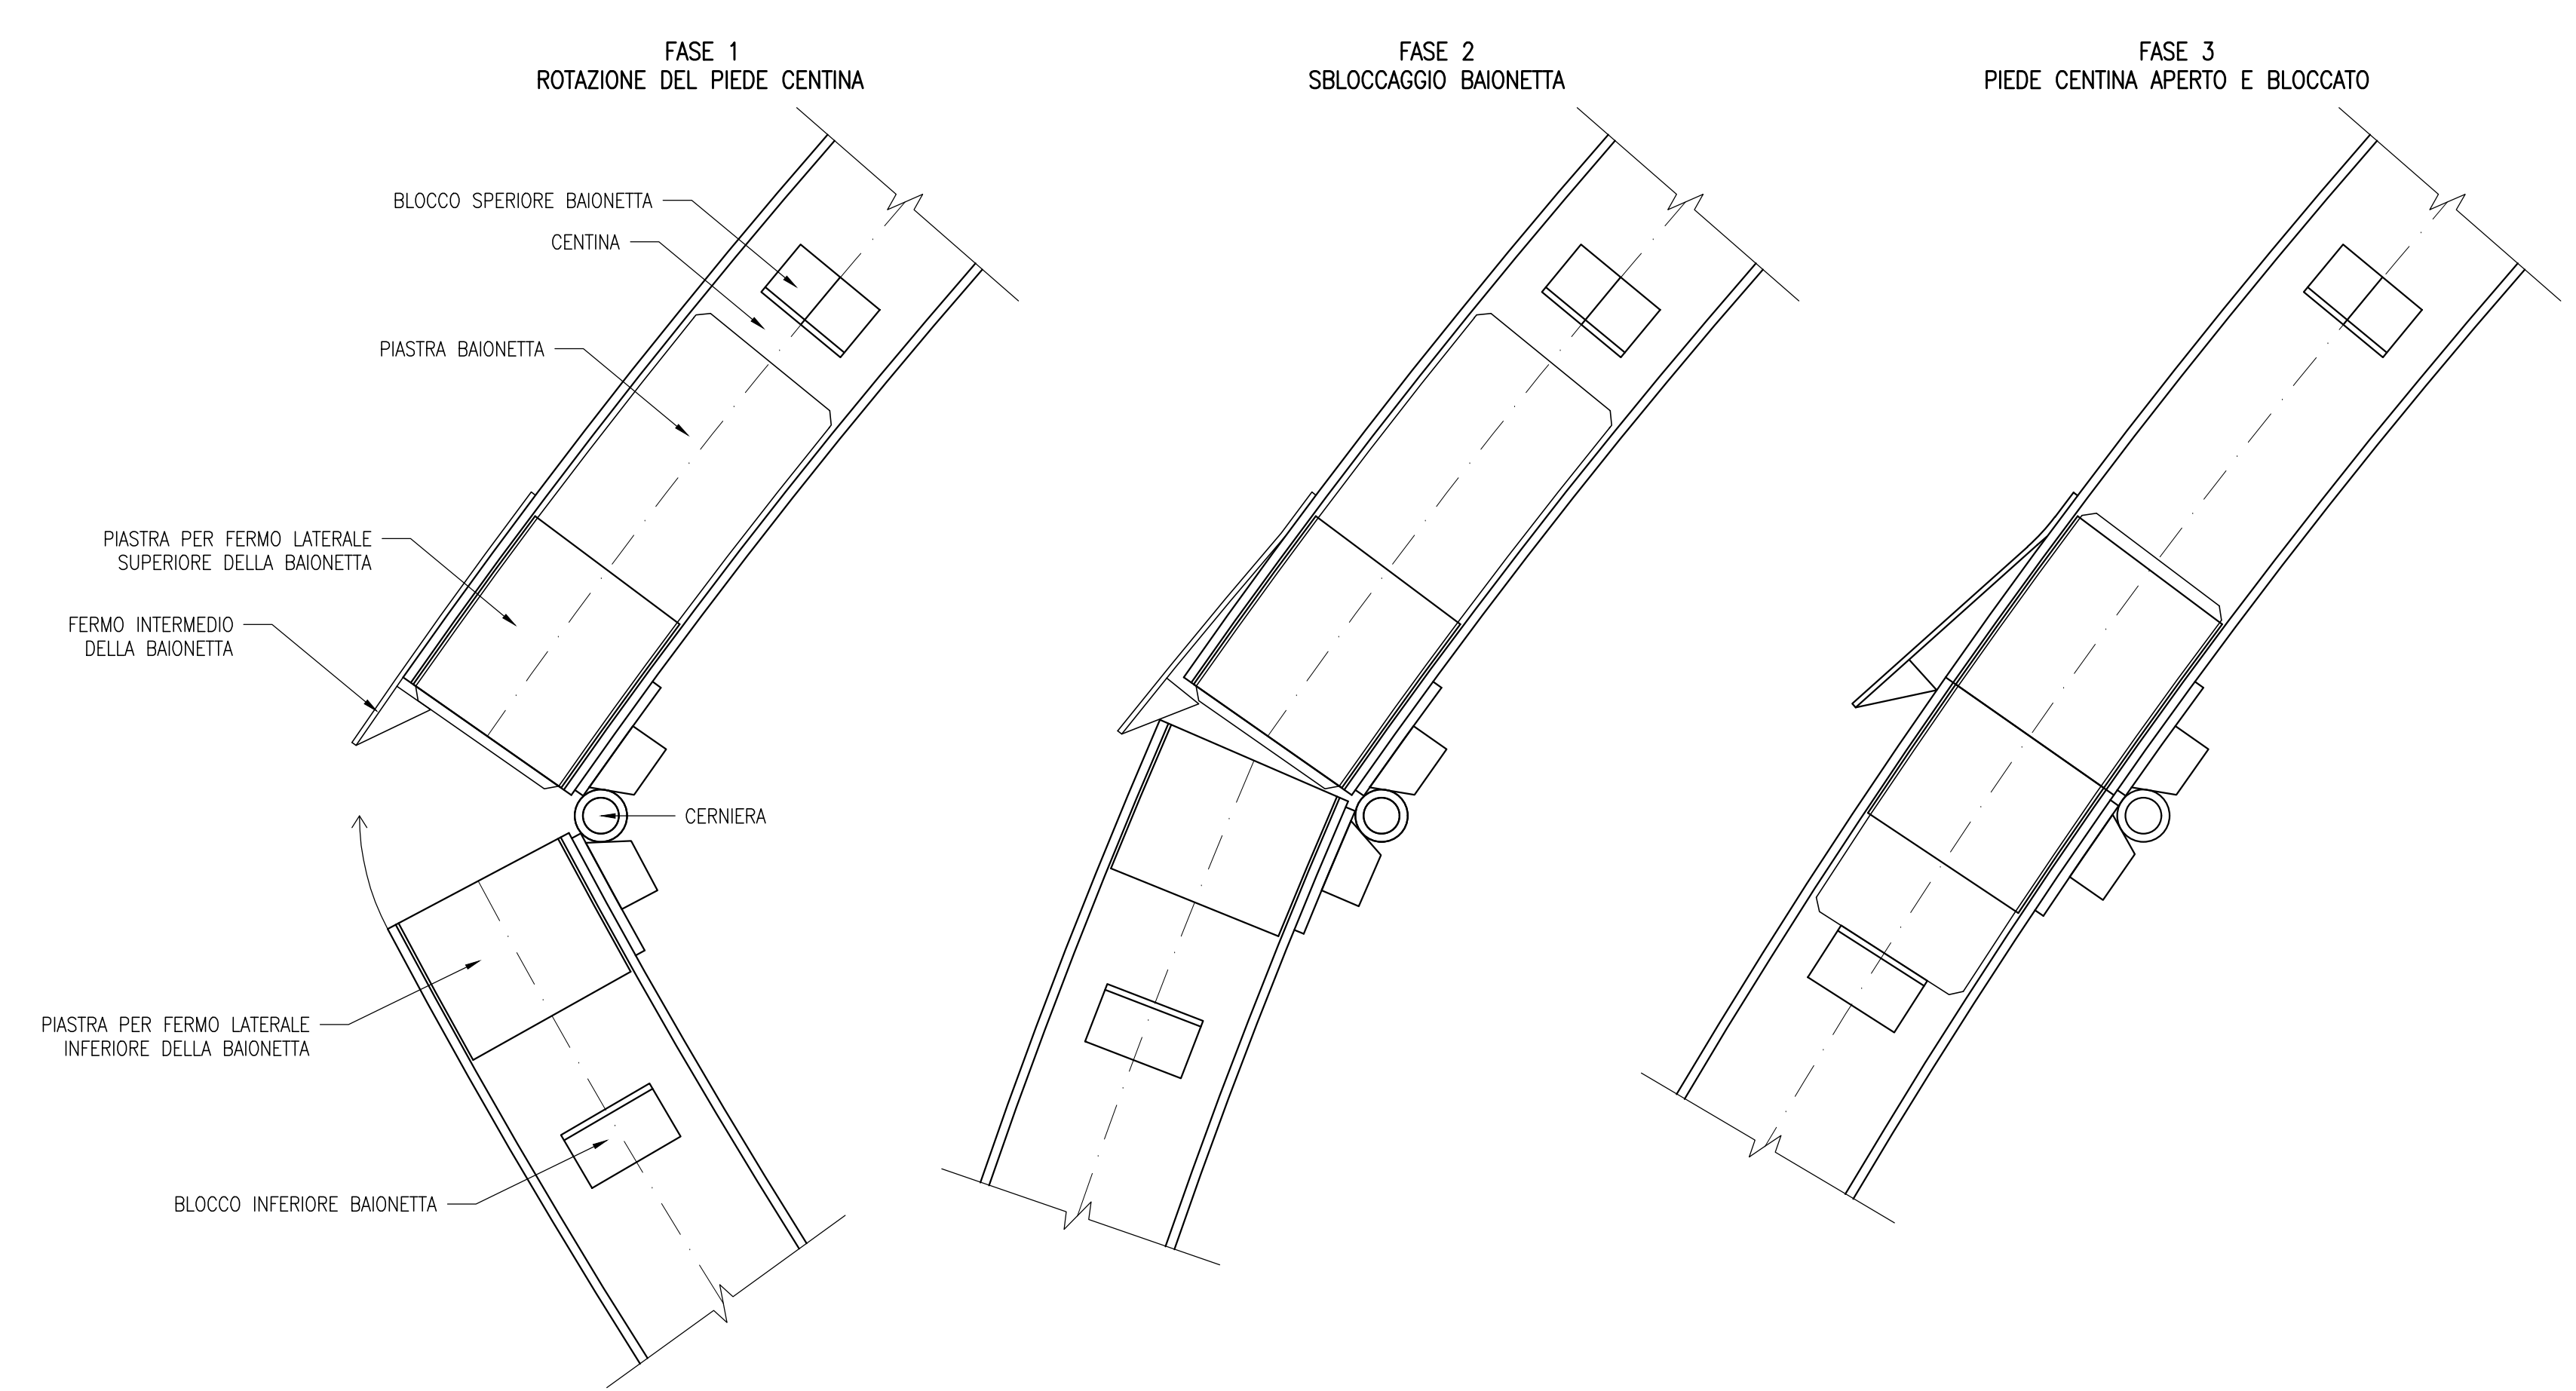 FASE 1
ROTAZIONE DEL PIEDE CENTINA
FASE 2
SBLOCCAGGIO BAIONETTA
FASE 3
PIEDE CENTINA APERTO E BLOCCATO
BLOCCO SPERIORE BAIONETTA
CENTINA
PIASTRA BAIONETTA
PIASTRA PER FERMO LATERALE
SUPERIORE DELLA BAIONETTA
FERMO INTERMEDIO
DELLA BAIONETTA
CERNIERA
PIASTRA PER FERMO LATERALE
INFERIORE DELLA BAIONETTA
BLOCCO INFERIORE BAIONETTA